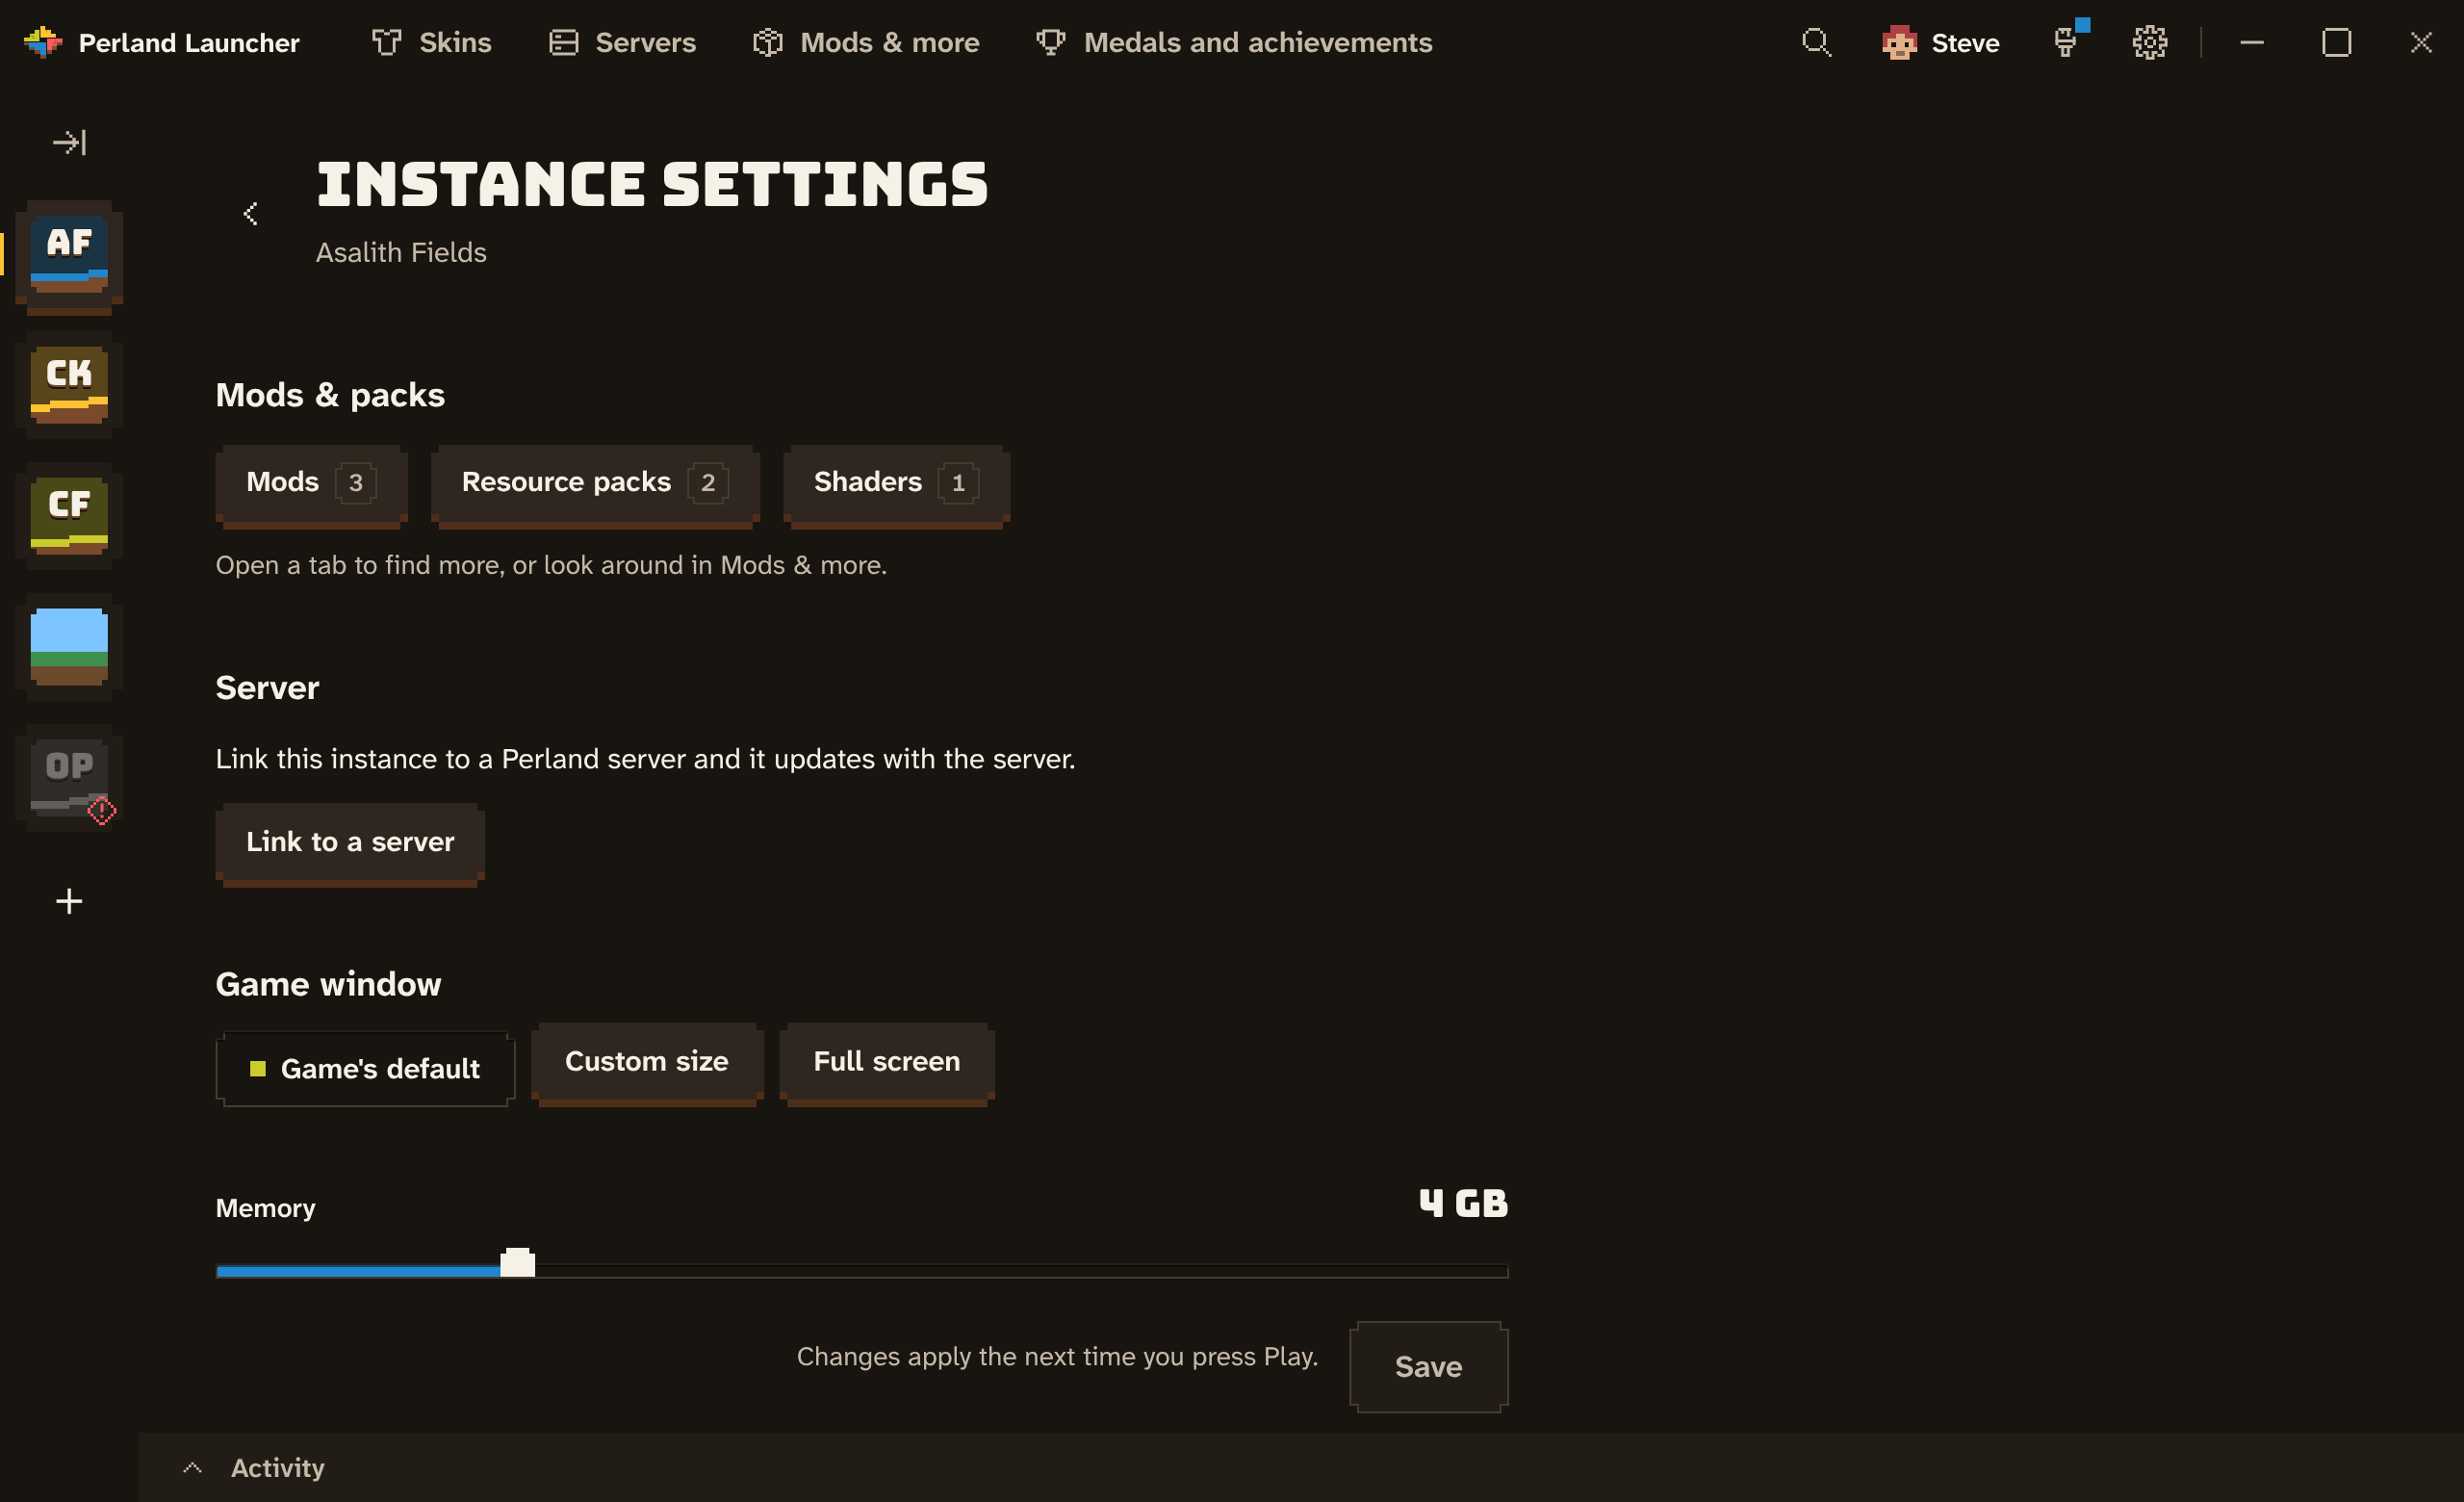 Perland Launcher
Skins
Servers
Mods & more
Medals and achievements
Steve
INSTANCE SETTINGS
Asalith Fields
AF
CK
CF
OP
Mods & packs
Mods 3
Resource packs 2
Shaders 1
Open a tab to find more, or look around in Mods & more.
Server
Link this instance to a Perland server and it updates with the server.
Link to a server
Game window
Game's default
Custom size
Full screen
Memory
4 GB
Changes apply the next time you press Play.
Save
Activity